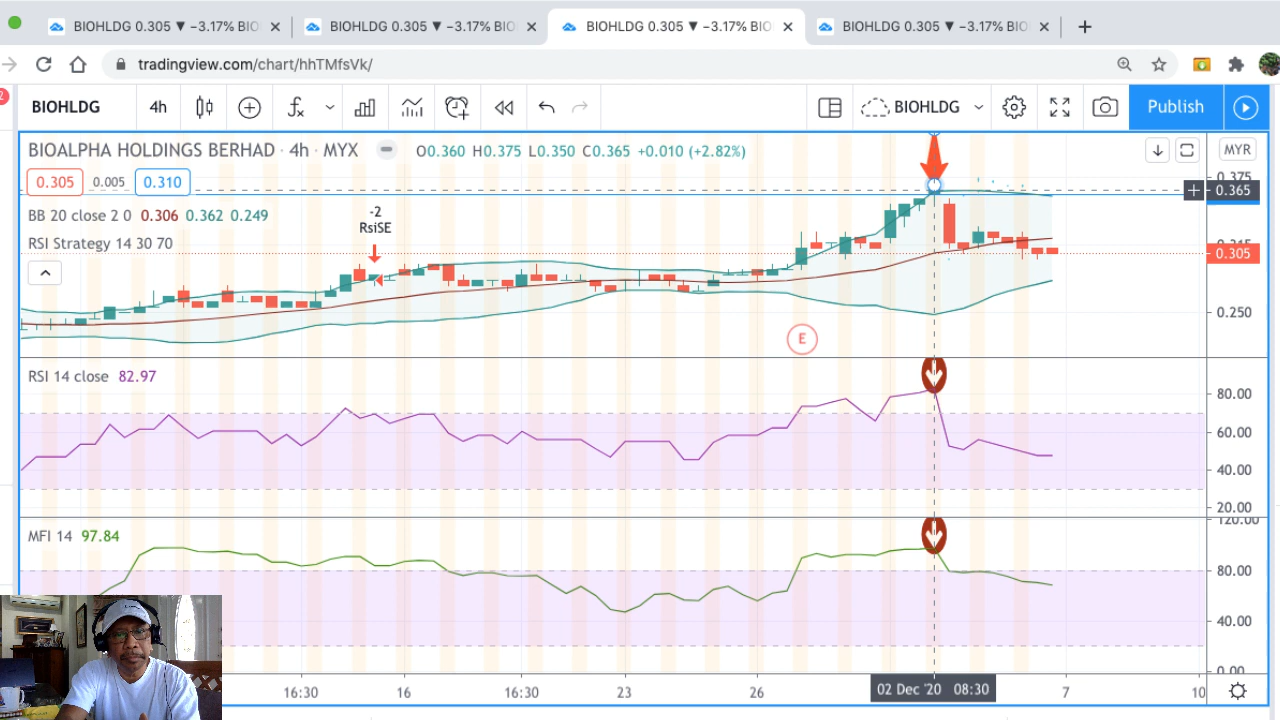 BIOHLDG 0.305 ▼ −3.17% BIO
BIOHLDG 0.305 ▼ −3.17% BIO
BIOHLDG 0.305 ▼ −3.17% BIO
BIOHLDG 0.305 ▼ −3.17% BIO
tradingview.com/chart/hhTMfsVk/
2
BIOHLDG 4h BIOHLDG Publish
BIOALPHA HOLDINGS BERHAD · 4h · MYX O0.360 H0.375 L0.350 C0.365 +0.010 (+2.82%) MYR
0.305 0.005 0.310
0.375
0.365
BB 20 close 2 0 0.306 0.362 0.249
-2
RsiSE
RSI Strategy 14 30 70
0.305
0.250
E
RSI 14 close 82.97
80.00
60.00
40.00
20.00
120.00
MFI 14 97.84
80.00
40.00
0.00
16:30 16 16:30 23 26 02 Dec '20 08:30 7 10